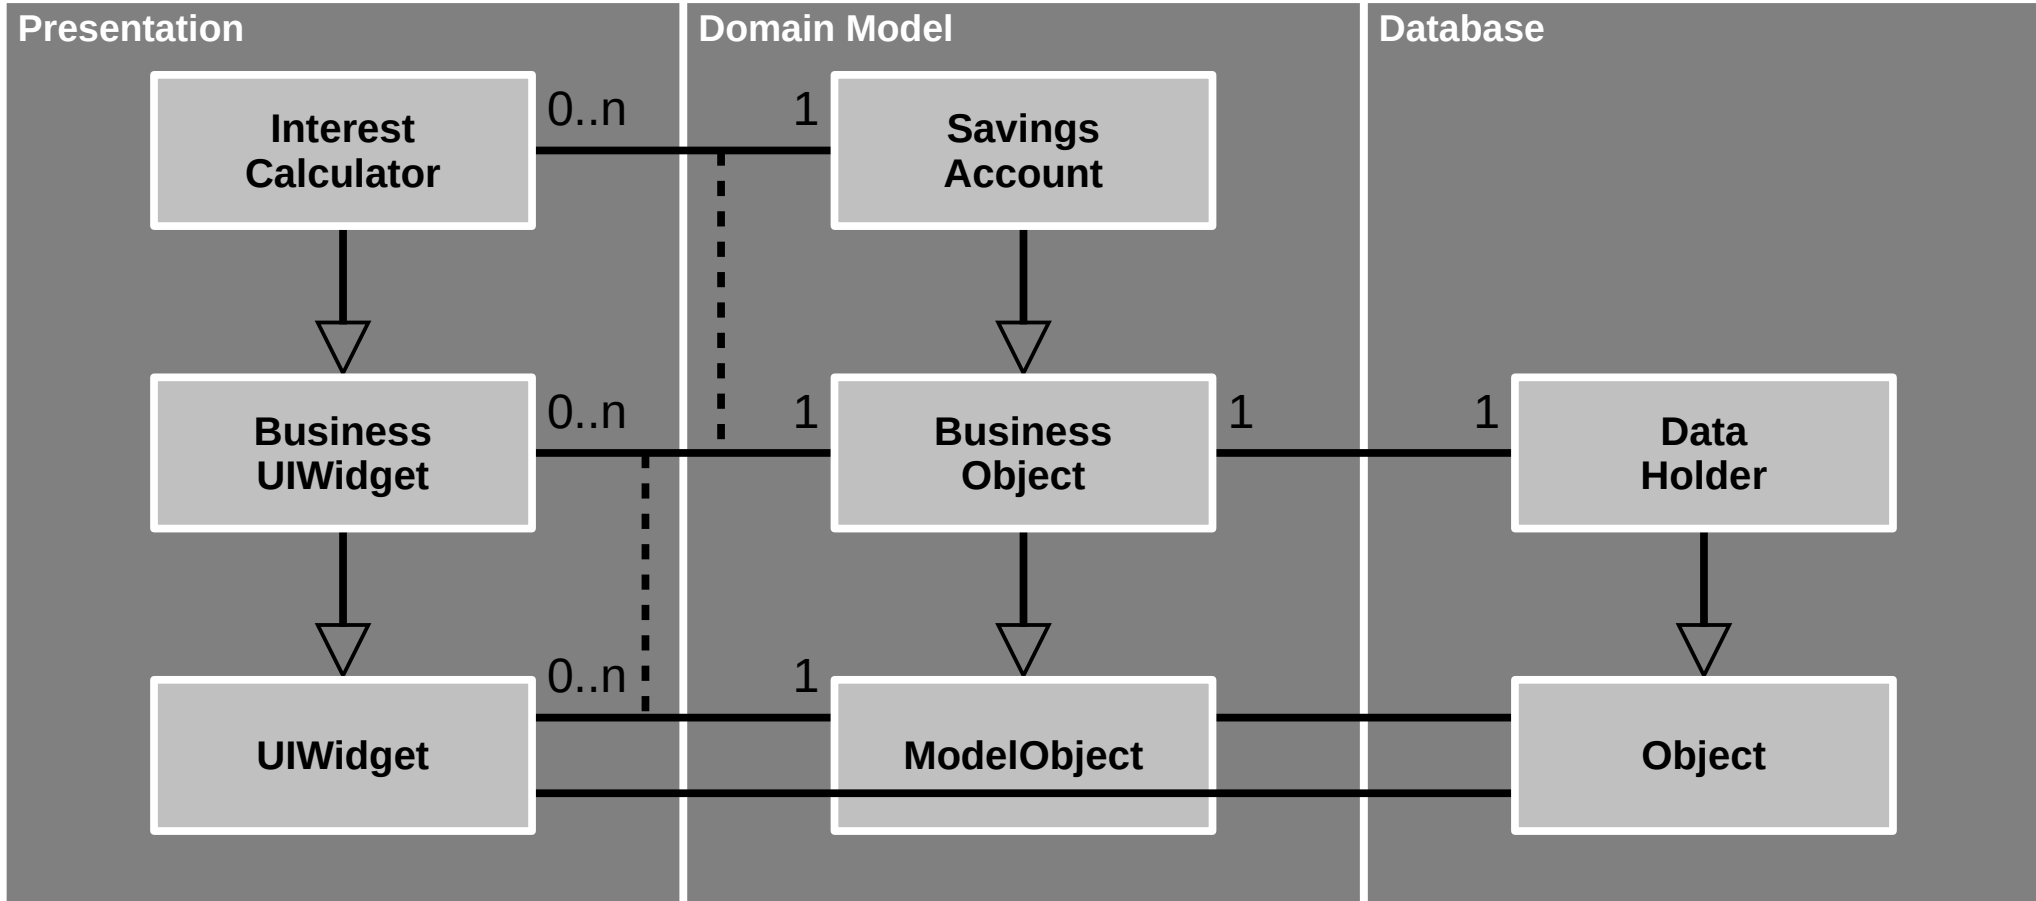 Presentation
Domain Model
Database
Interest
Calculator
0..n
1
Savings
Account
Business
UIWidget
0..n
1
Business
Object
1
1
Data
Holder
UIWidget
0..n
1
ModelObject
Object